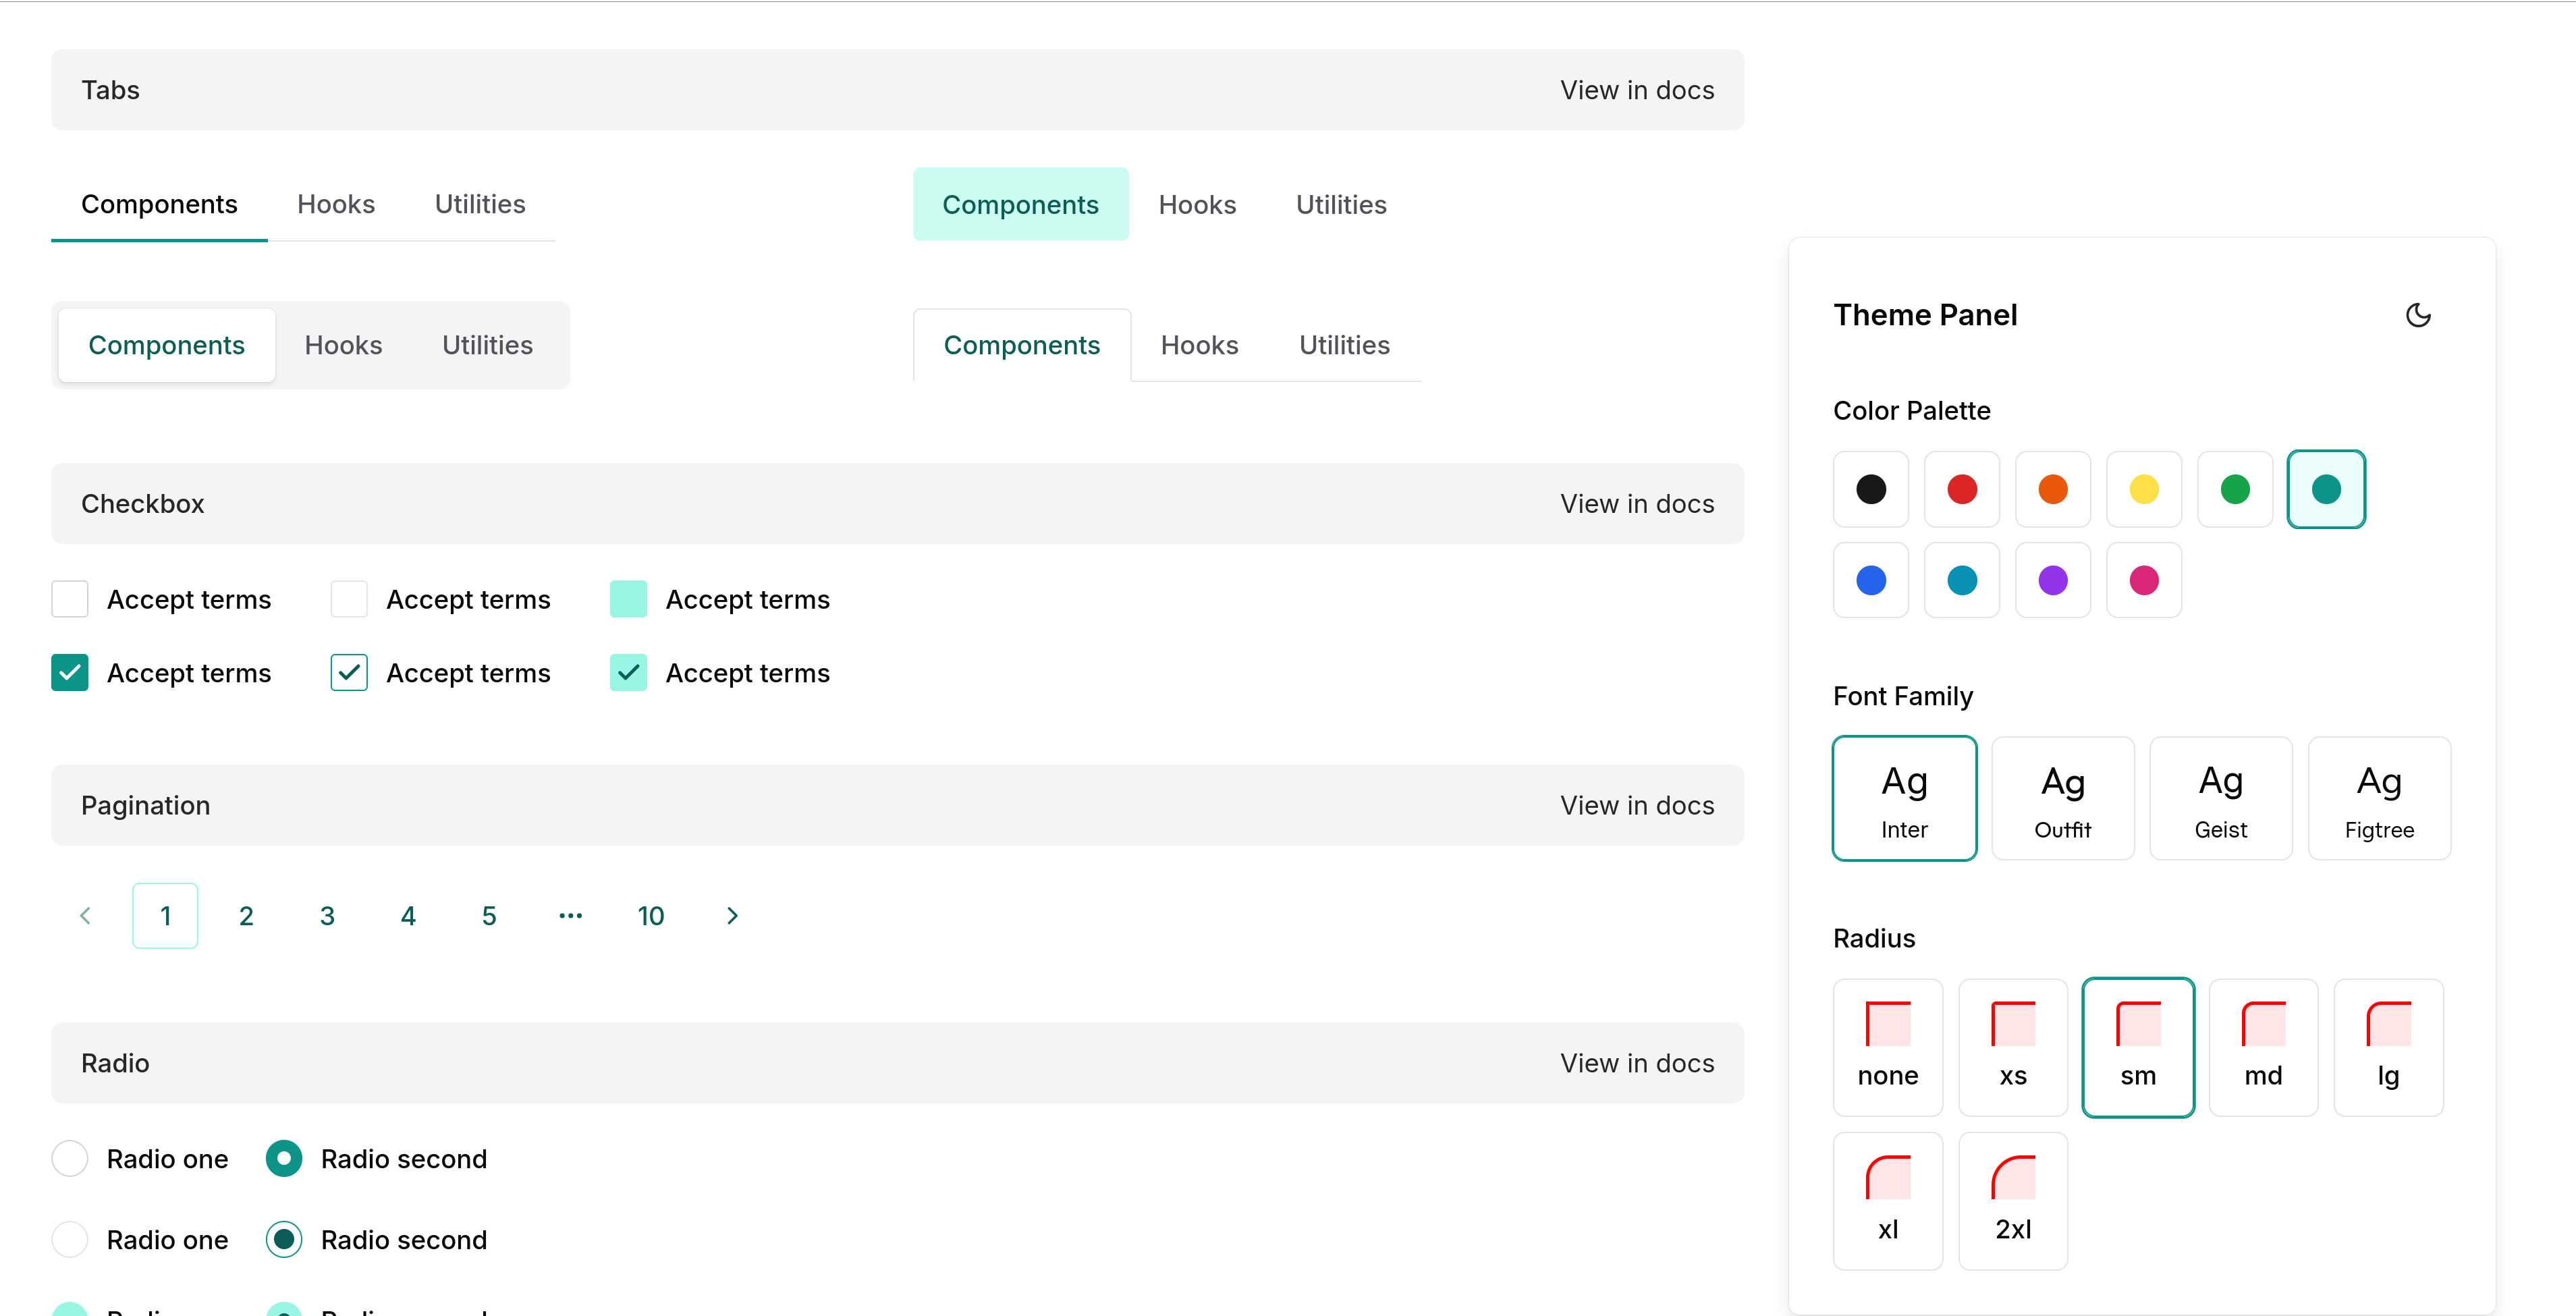 Tabs View in docs
Components Hooks Utilities
Components Hooks Utilities
Components Hooks Utilities
Components Hooks Utilities
Checkbox View in docs
Accept terms Accept terms Accept terms
Accept terms Accept terms Accept terms
Pagination View in docs
1 2 3 4 5 ••• 10
Radio View in docs
Radio one Radio second
Radio one Radio second
Theme Panel
Color Palette
Font Family
Ag Ag Ag Ag
Inter Outfit Geist Figtree
Radius
none xs sm md lg
xl 2xl